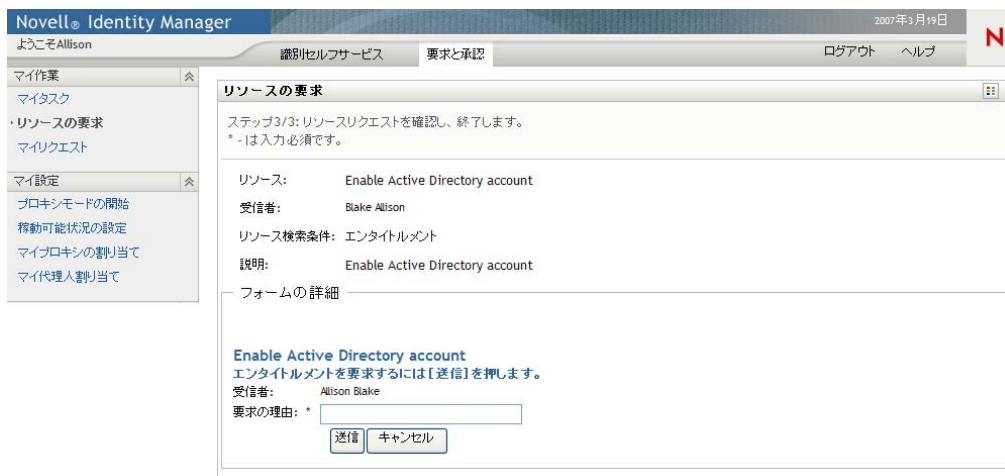 Novell® Identity Manager
2007年3月19日
ようこそAllison
識別セルフサービス
要求と承認
ログアウト
ヘルプ
N
マイ作業
マイタスク
リソースの要求
マイリクエスト
マイ設定
プロキシモードの開始
稼動可能状況の設定
マイプロキシの割り当て
マイ代理人割り当て
リソースの要求
ステップ3/3: リソースリクエストを確認し、終了します。
* - は入力必須です。
リソース: Enable Active Directory account
受信者: Blake Allison
リソース検索条件: エンタイトルメント
説明: Enable Active Directory account
フォームの詳細
Enable Active Directory account
エンタイトルメントを要求するには[送信]を押します。
受信者: Allison Blake
要求の理由: *
送信 キャンセル